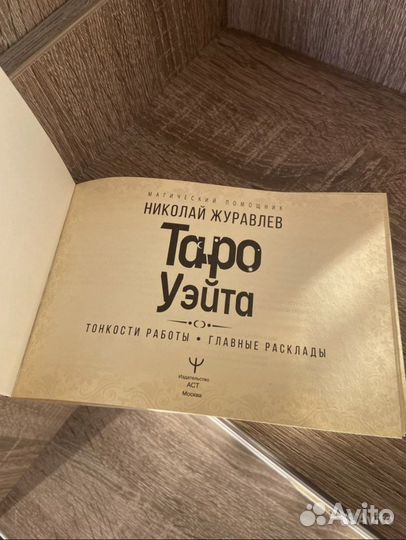 МАГИЧЕСКИЙ ПОМОЩНИК
НИКОЛАЙ ЖУРАВЛЕВ
Таро
Уэйта
ТОНКОСТИ РАБОТЫ • ГЛАВНЫЕ РАСКЛАДЫ
Издательство
АСТ
Москва
Avito